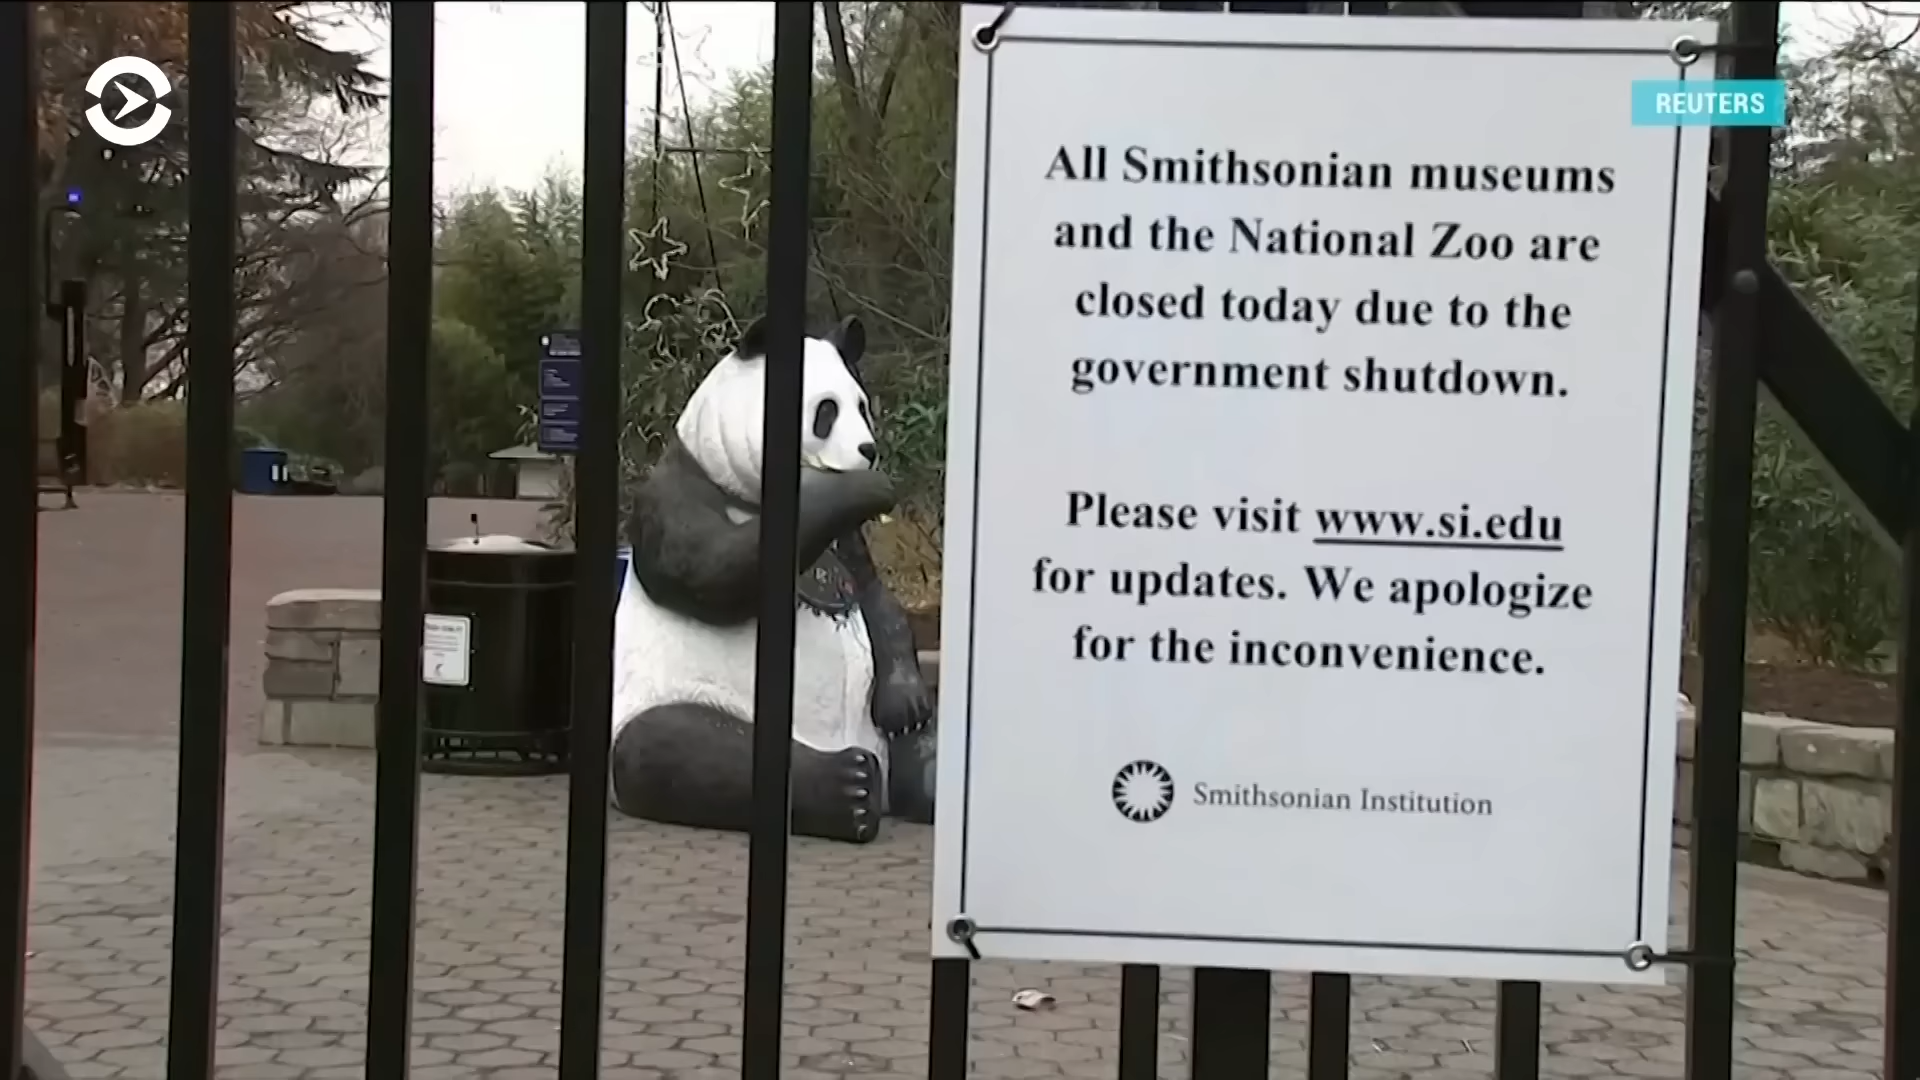 REUTERS
All Smithsonian museums
and the National Zoo are
closed today due to the
government shutdown.
Please visit www.si.edu
for updates. We apologize
for the inconvenience.
Smithsonian Institution